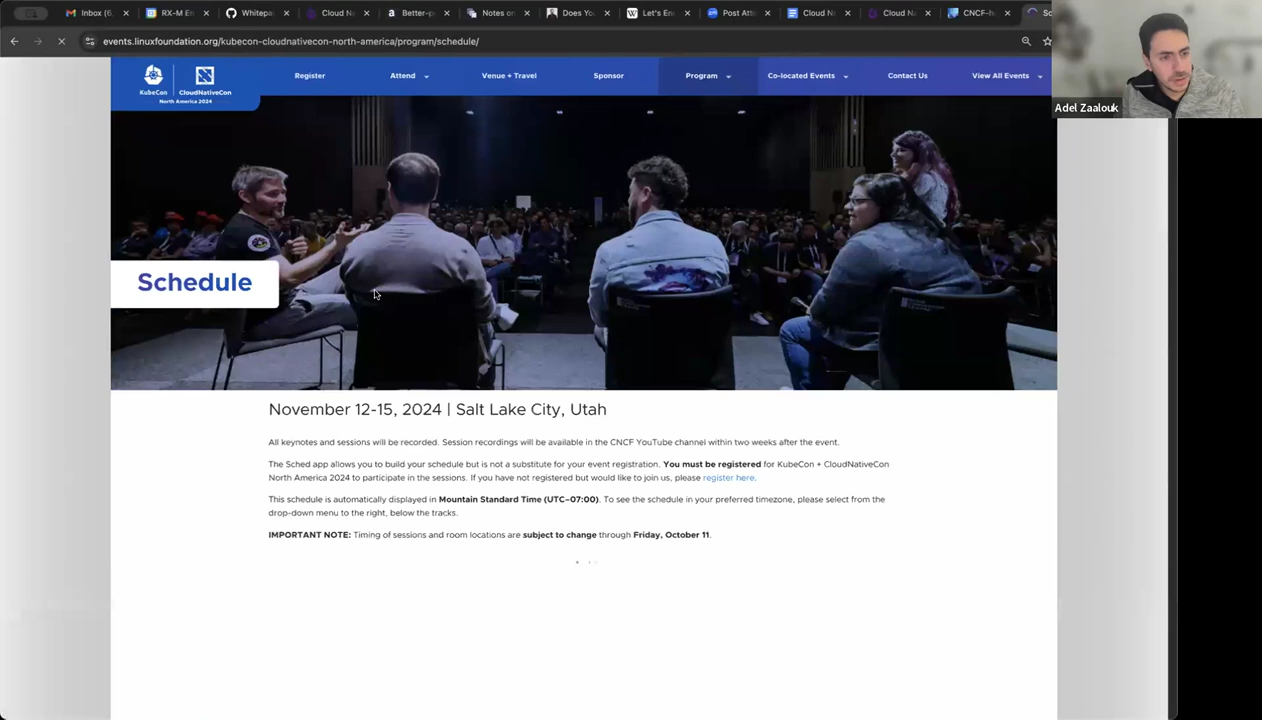 Inbox (6,
RX-M En
Whitepa
Cloud Na
Better-p
Notes on
Does Yo
Let's En
Post Att
Cloud N
Cloud N
CNCF-h
Sc
events.linuxfoundation.org/kubecon-cloudnativecon-north-america/program/schedule/
Adel Zaalouk
KubeCon
CloudNativeCon
North America 2024
Register
Attend
Venue + Travel
Sponsor
Program
Co-located Events
Contact Us
View All Events
Schedule
November 12-15, 2024 | Salt Lake City, Utah
All keynotes and sessions will be recorded. Session recordings will be available in the CNCF YouTube channel within two weeks after the event.
The Sched app allows you to build your schedule but is not a substitute for your event registration. You must be registered for KubeCon + CloudNativeCon
North America 2024 to participate in the sessions. If you have not registered but would like to join us, please register here.
This schedule is automatically displayed in Mountain Standard Time (UTC−07:00). To see the schedule in your preferred timezone, please select from the
drop-down menu to the right, below the tracks.
IMPORTANT NOTE: Timing of sessions and room locations are subject to change through Friday, October 11.